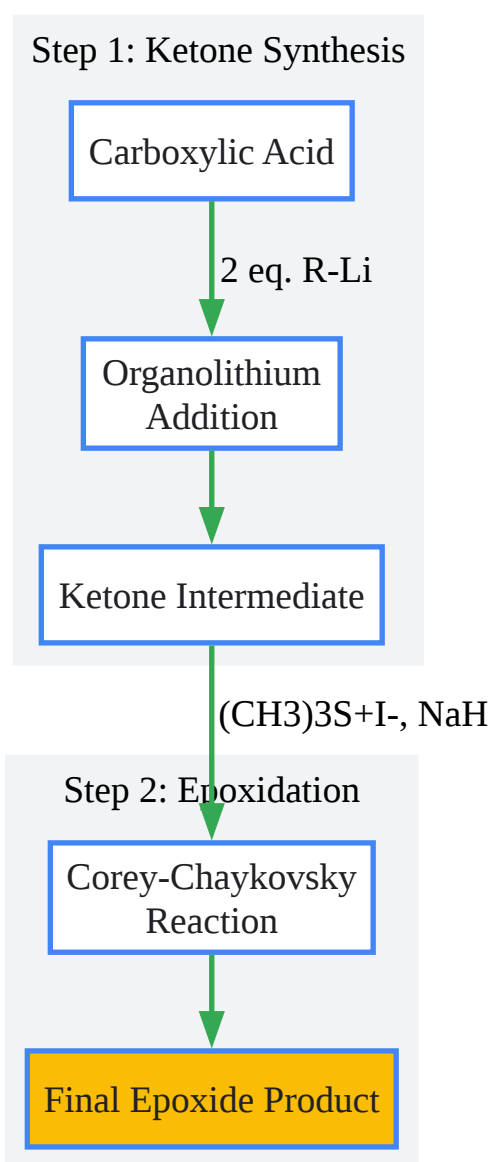 Step 1: Ketone Synthesis
Carboxylic Acid
2 eq. R-Li
Organolithium
Addition
Ketone Intermediate
(CH3)3S+I-, NaH
Step 2: Epoxidation
Corey-Chaykovsky
Reaction
Final Epoxide Product